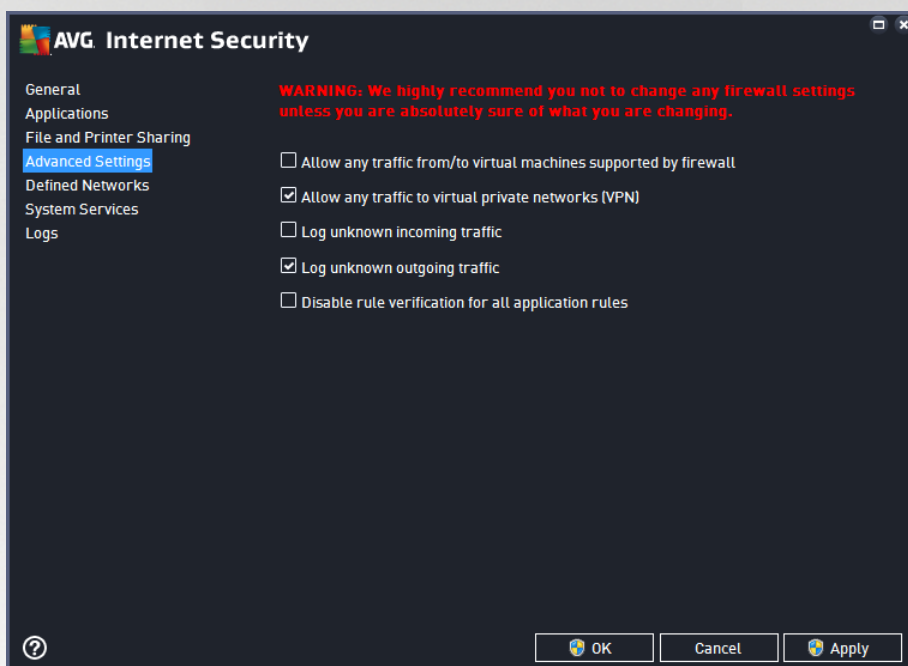 AVG Internet Security
General
Applications
File and Printer Sharing
Advanced Settings
Defined Networks
System Services
Logs
WARNING: We highly recommend you not to change any firewall settings
unless you are absolutely sure of what you are changing.
Allow any traffic from/to virtual machines supported by firewall
Allow any traffic to virtual private networks (VPN)
Log unknown incoming traffic
Log unknown outgoing traffic
Disable rule verification for all application rules
?
OK
Cancel
Apply